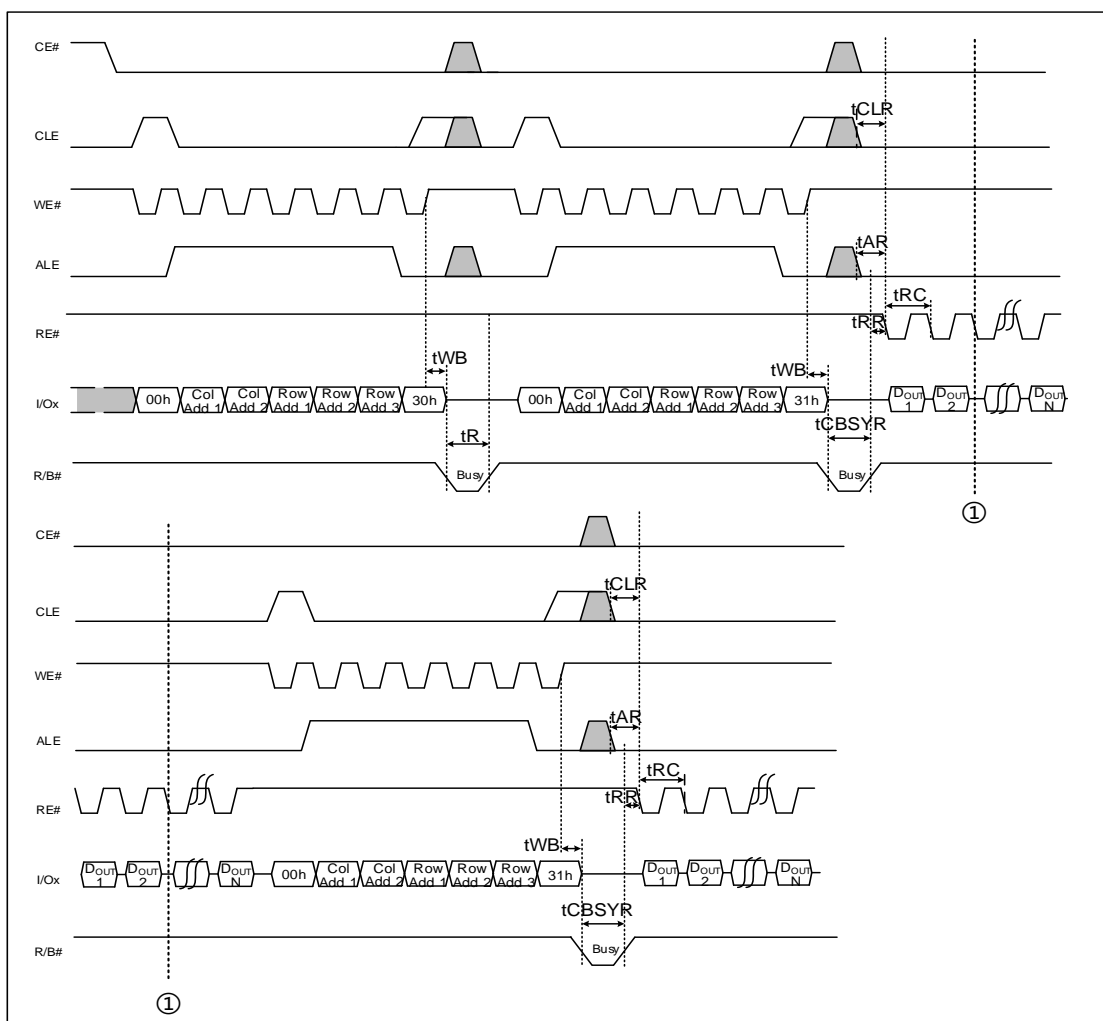 CE#
CLE
tCLR
WE#
ALE
tAR
RE#
tRC
tRR
tWB
tWB
I/Ox
00h Col Add 1 Col Add 2 Row Add 1 Row Add 2 Row Add 3 30h
00h Col Add 1 Col Add 2 Row Add 1 Row Add 2 Row Add 3 31h
DOUT 1 DOUT 2 DOUT N
tR
tCBSYR
R/B#
Busy
Busy
①
CE#
CLE
tCLR
WE#
ALE
tAR
RE#
tRC
tRR
tWB
I/Ox
DOUT 1 DOUT 2 DOUT N
00h Col Add 1 Col Add 2 Row Add 1 Row Add 2 Row Add 3 31h
DOUT 1 DOUT 2 DOUT N
tCBSYR
R/B#
Busy
①